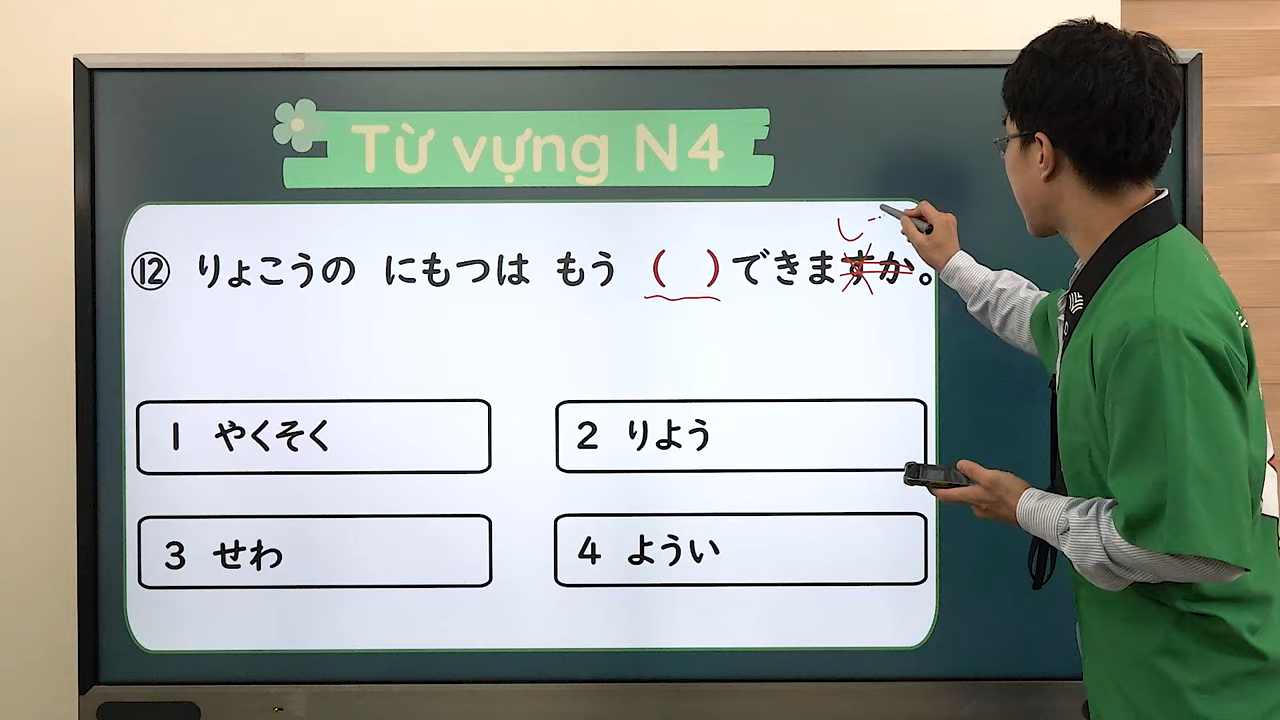 Từ vựng N4
し
⑫ りょこうの にもつは もう ( ) できますか。
1 やくそく
2 りよう
3 せわ
4 ようい